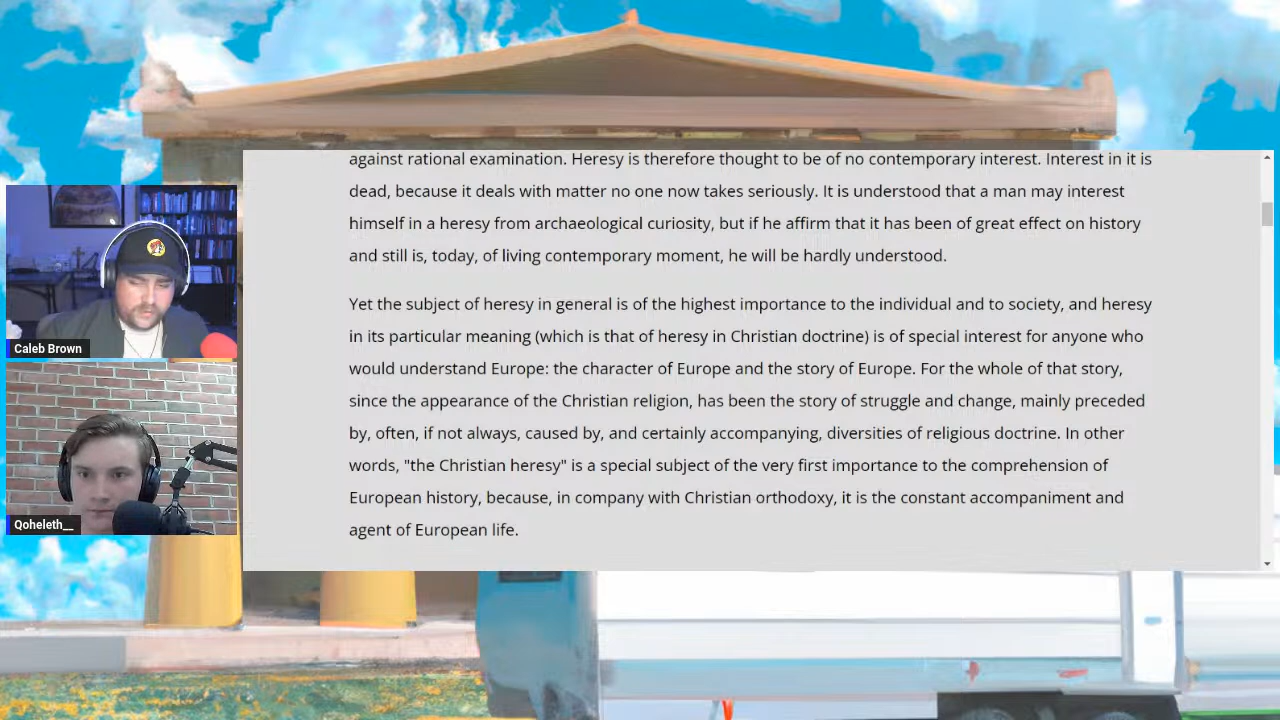 against rational examination. Heresy is therefore thought to be of no contemporary interest. Interest in it is
dead, because it deals with matter no one now takes seriously. It is understood that a man may interest
himself in a heresy from archaeological curiosity, but if he affirm that it has been of great effect on history
and still is, today, of living contemporary moment, he will be hardly understood.
Yet the subject of heresy in general is of the highest importance to the individual and to society, and heresy
in its particular meaning (which is that of heresy in Christian doctrine) is of special interest for anyone who
would understand Europe: the character of Europe and the story of Europe. For the whole of that story,
since the appearance of the Christian religion, has been the story of struggle and change, mainly preceded
by, often, if not always, caused by, and certainly accompanying, diversities of religious doctrine. In other
words, "the Christian heresy" is a special subject of the very first importance to the comprehension of
European history, because, in company with Christian orthodoxy, it is the constant accompaniment and
agent of European life.
Caleb Brown
Qoheleth__